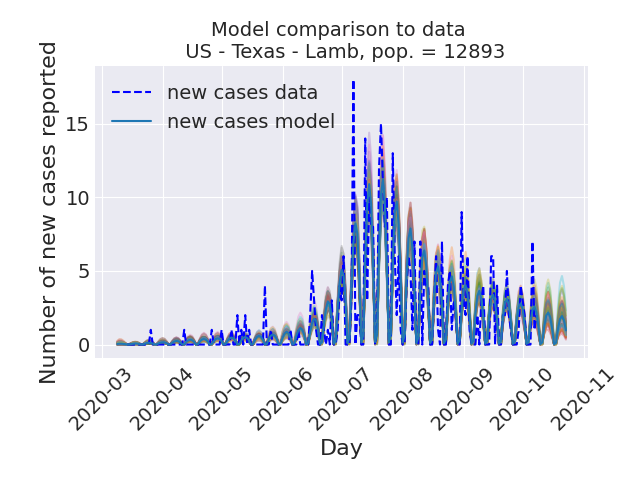 Model comparison to data
US - Texas - Lamb, pop. = 12893
new cases data
new cases model
Number of new cases reported
15
10
5
0
2020-03
2020-04
2020-05
2020-06
2020-07
2020-08
2020-09
2020-10
2020-11
Day